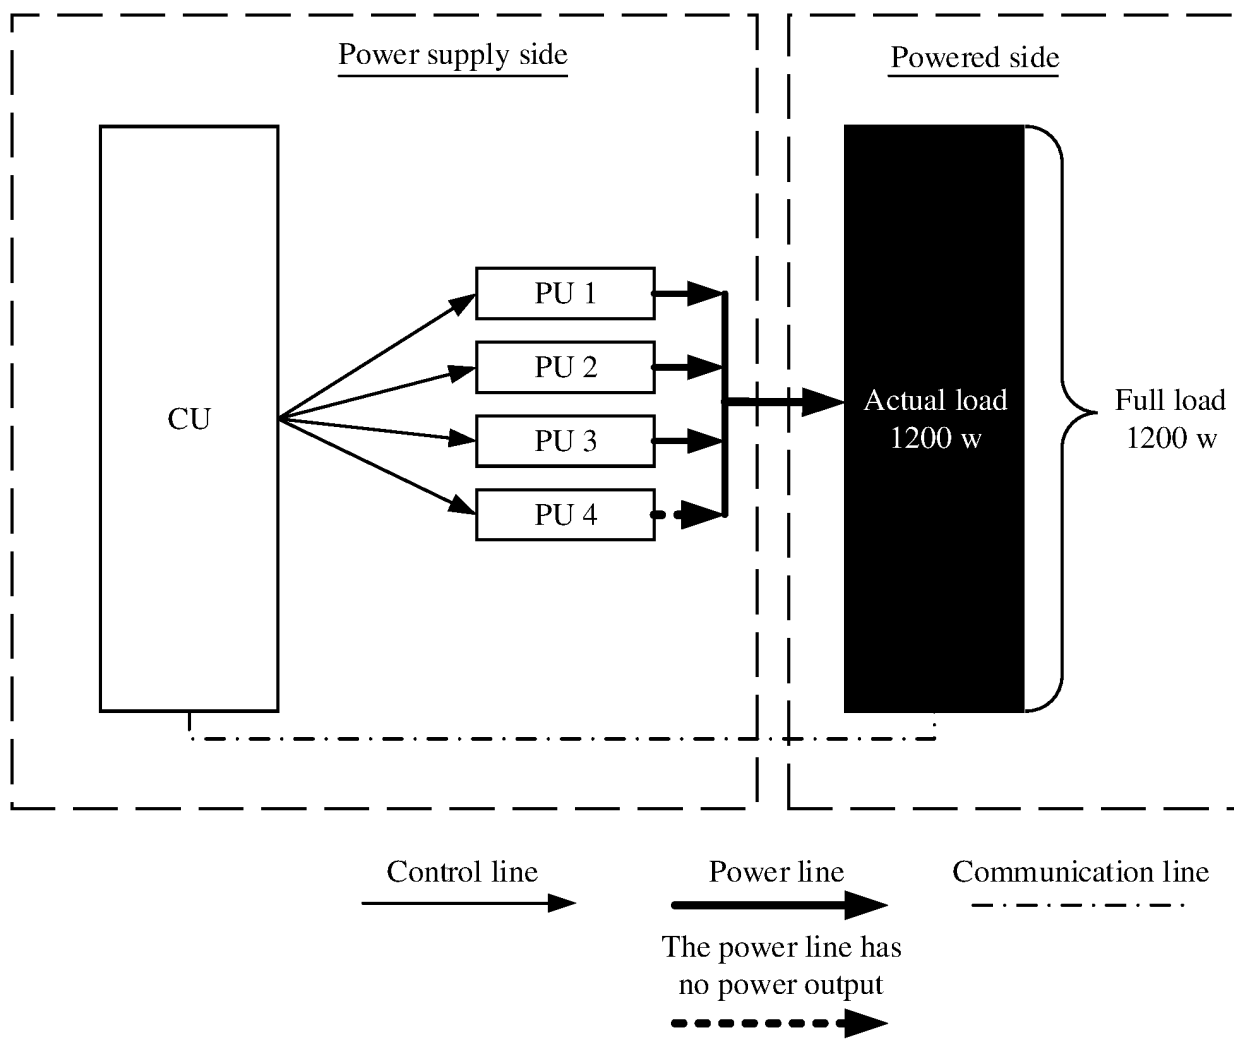 Power supply side
Powered side
CU
PU 1
PU 2
PU 3
PU 4
Actual load
1200 w
Full load
1200 w
Control line
Power line
Communication line
The power line has
no power output